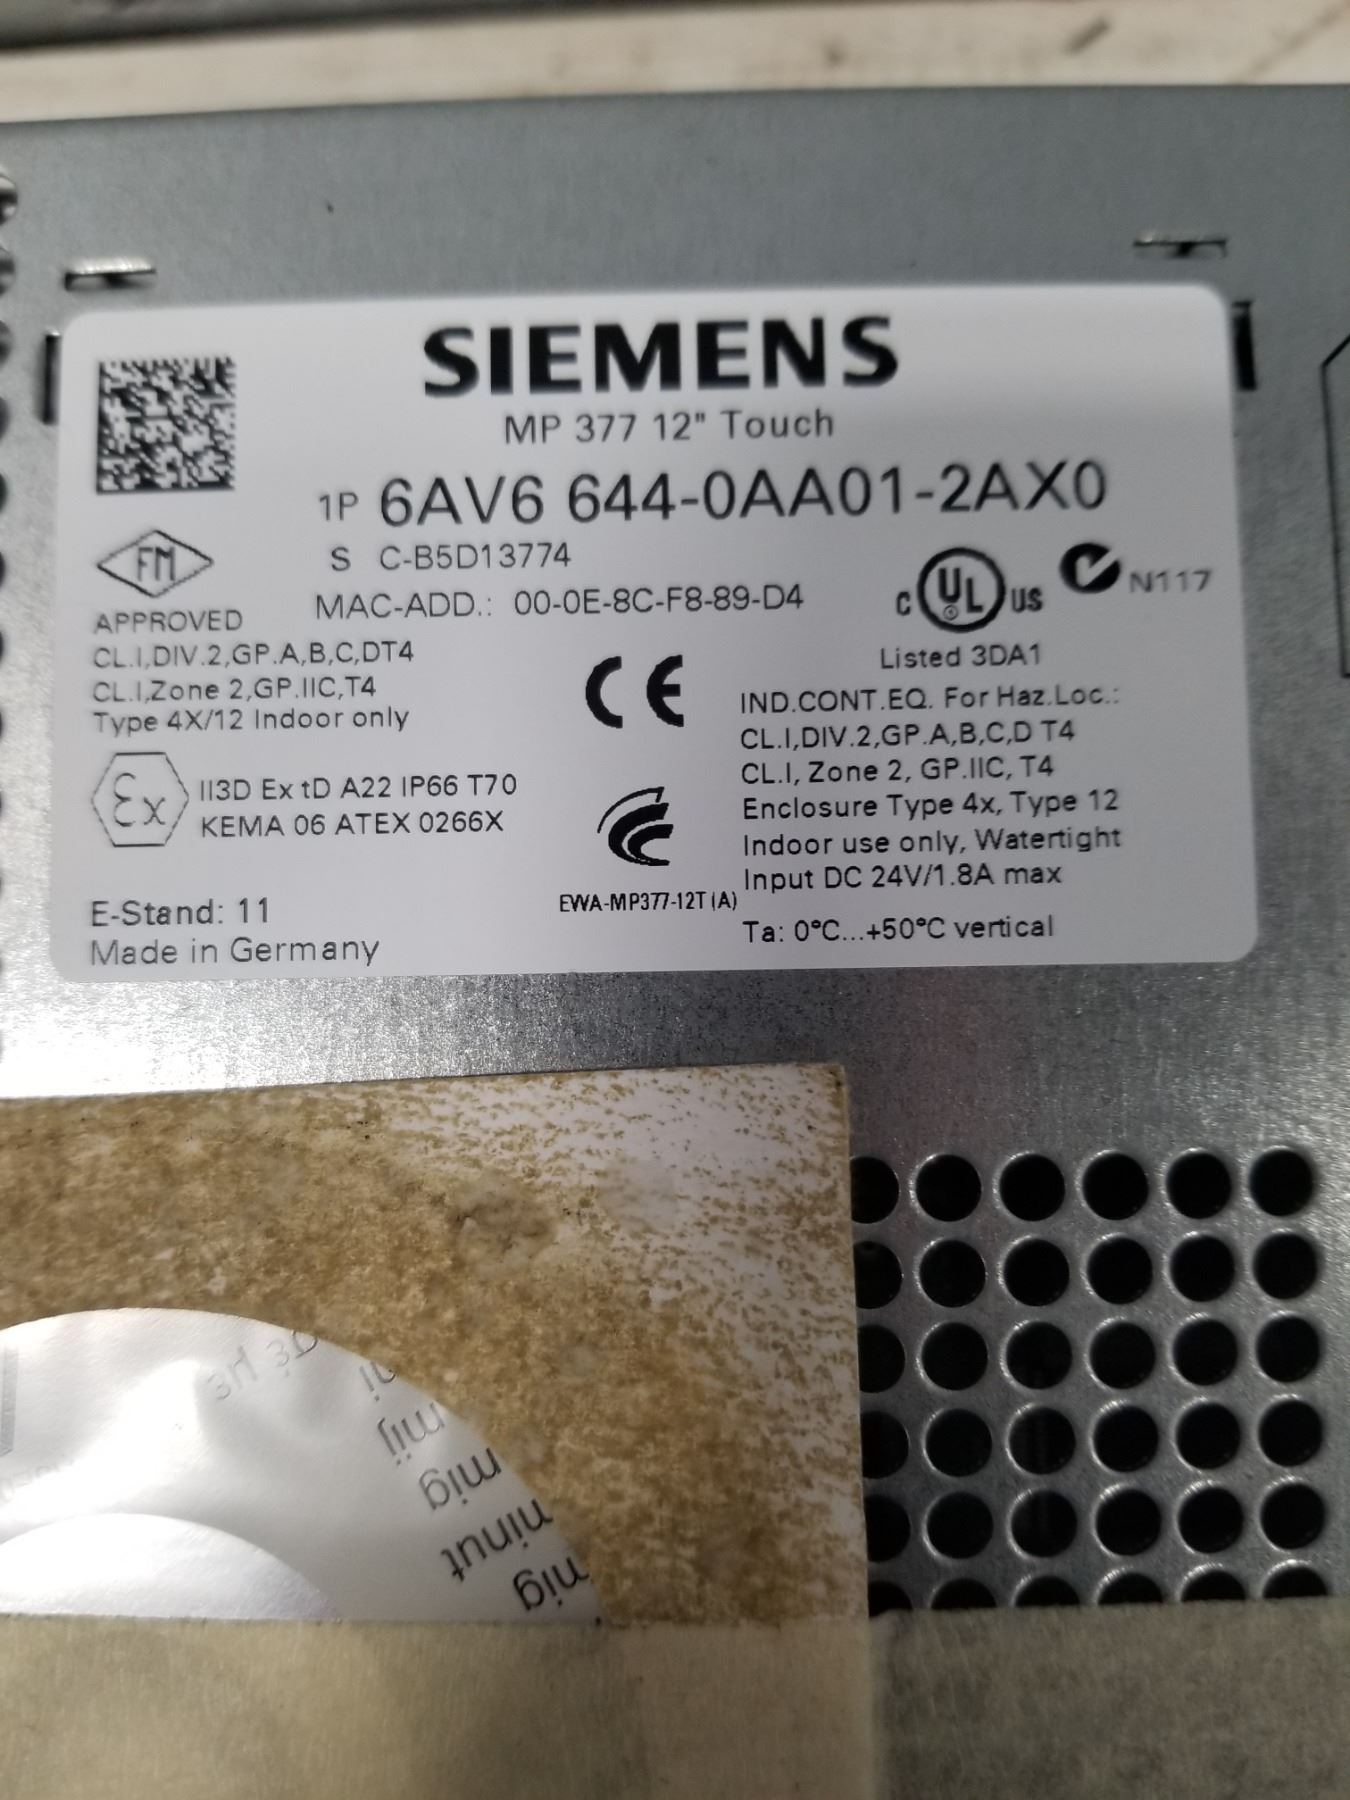 SIEMENS
MP 377 12" Touch
1P 6AV6 644-0AA01-2AX0
S C-B5D13774
MAC-ADD.: 00-0E-8C-F8-89-D4
FM
APPROVED
CL.I,DIV.2,GP.A,B,C,DT4
CL.I,Zone 2,GP.IIC,T4
Type 4X/12 Indoor only
Ex
II3D Ex tD A22 IP66 T70
KEMA 06 ATEX 0266X
E-Stand: 11
Made in Germany
CE
EWA-MP377-12T (A)
C UL US
N117
Listed 3DA1
IND.CONT.EQ. For Haz.Loc.:
CL.I,DIV.2,GP.A,B,C,D T4
CL.I, Zone 2, GP.IIC, T4
Enclosure Type 4x, Type 12
Indoor use only, Watertight
Input DC 24V/1.8A max
Ta: 0°C...+50°C vertical
mij
mig
minut
mig